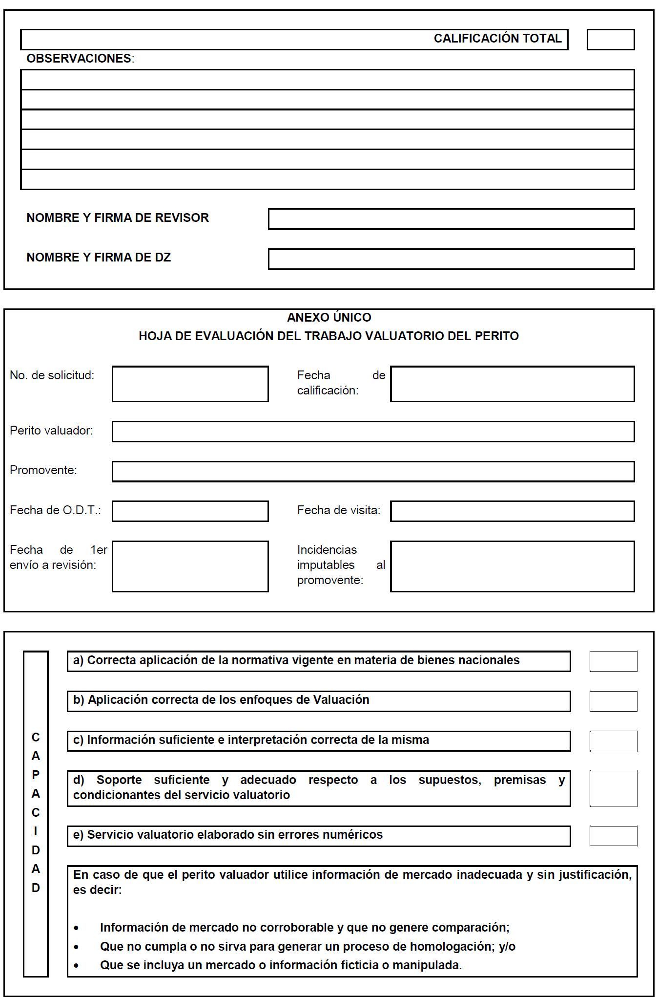 CALIFICACIÓN TOTAL
OBSERVACIONES:
NOMBRE Y FIRMA DE REVISOR
NOMBRE Y FIRMA DE DZ
ANEXO ÚNICO
HOJA DE EVALUACIÓN DEL TRABAJO VALUATORIO DEL PERITO
No. de solicitud:
Fecha de
calificación:
Perito valuador:
Promovente:
Fecha de O.D.T.:
Fecha de visita:
Fecha de 1er
envío a revisión:
Incidencias
imputables al
promovente:
C
A
P
A
C
I
D
A
D
a) Correcta aplicación de la normativa vigente en materia de bienes nacionales
b) Aplicación correcta de los enfoques de Valuación
c) Información suficiente e interpretación correcta de la misma
d) Soporte suficiente y adecuado respecto a los supuestos, premisas y
condicionantes del servicio valuatorio
e) Servicio valuatorio elaborado sin errores numéricos
En caso de que el perito valuador utilice información de mercado inadecuada y sin justificación,
es decir:
• Información de mercado no corroborable y que no genere comparación;
• Que no cumpla o no sirva para generar un proceso de homologación; y/o
• Que se incluya un mercado o información ficticia o manipulada.